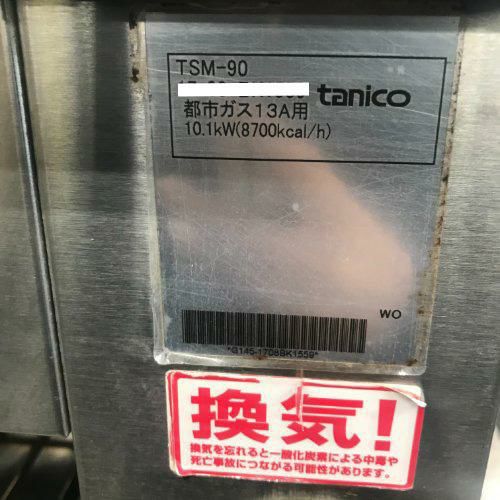 TSM-90
tanico
都市ガス13A用
10.1kW(8700kcal/h)
WO
*G145-1708BK1559*
換気!
換気を忘れると一酸化炭素による中毒や
死亡事故につながる可能性があります。